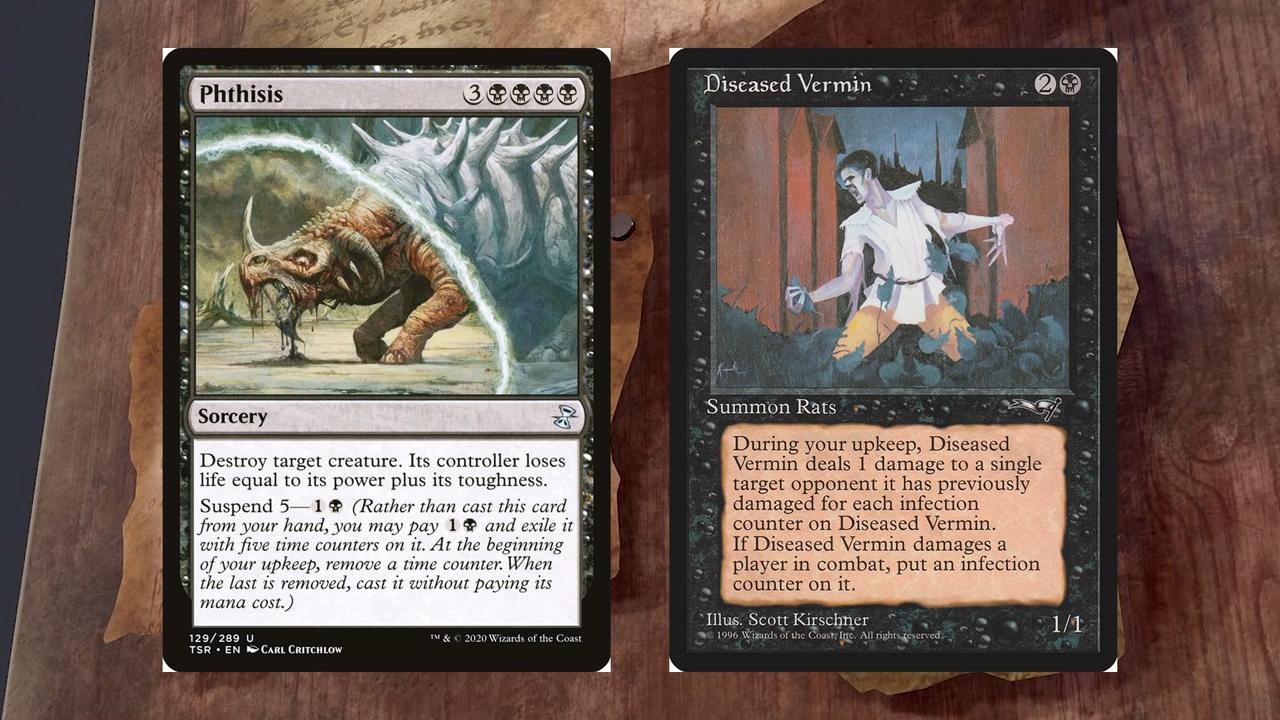 Phthisis
3
Sorcery
Destroy target creature. Its controller loses
life equal to its power plus its toughness.
Suspend 5—1 (Rather than cast this card
from your hand, you may pay 1 and exile it
with five time counters on it. At the beginning
of your upkeep, remove a time counter. When
the last is removed, cast it without paying its
mana cost.)
129/289 U
TSR • EN CARL CRITCHLOW
™ & © 2020 Wizards of the Coast
Diseased Vermin
2
Summon Rats
During your upkeep, Diseased
Vermin deals 1 damage to a single
target opponent it has previously
damaged for each infection
counter on Diseased Vermin.
If Diseased Vermin damages a
player in combat, put an infection
counter on it.
Illus. Scott Kirschner
© 1996 Wizards of the Coast, Inc. All rights reserved.
1/1